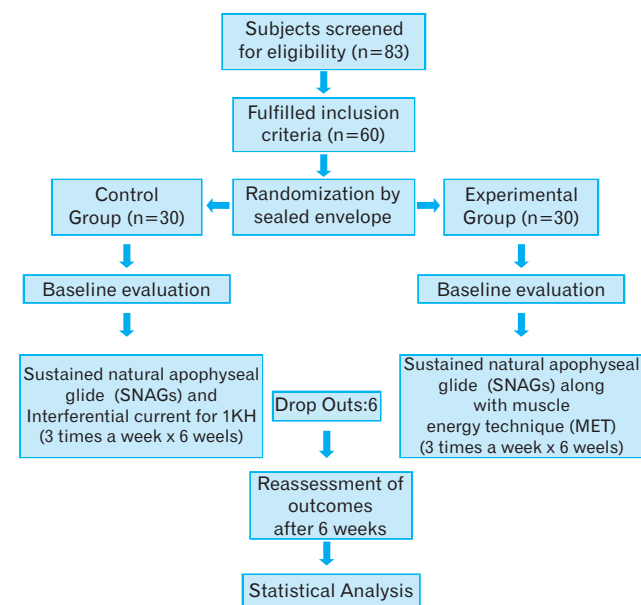 Subjects screened
for eligibility (n=83)
Fulfilled inclusion
criteria (n=60)
Control
Group (n=30)
Randomization by
sealed envelope
Experimental
Group (n=30)
Baseline evaluation
Baseline evaluation
Sustained natural apophyseal
glide (SNAGs) and
Interferential current for 1KH
(3 times a week x 6 weels)
Drop Outs:6
Sustained natural apophyseal
glide (SNAGs) along
with muscle
energy technique (MET)
(3 times a week x 6 weels)
Reassessment of
outcomes
after 6 weeks
Statistical Analysis